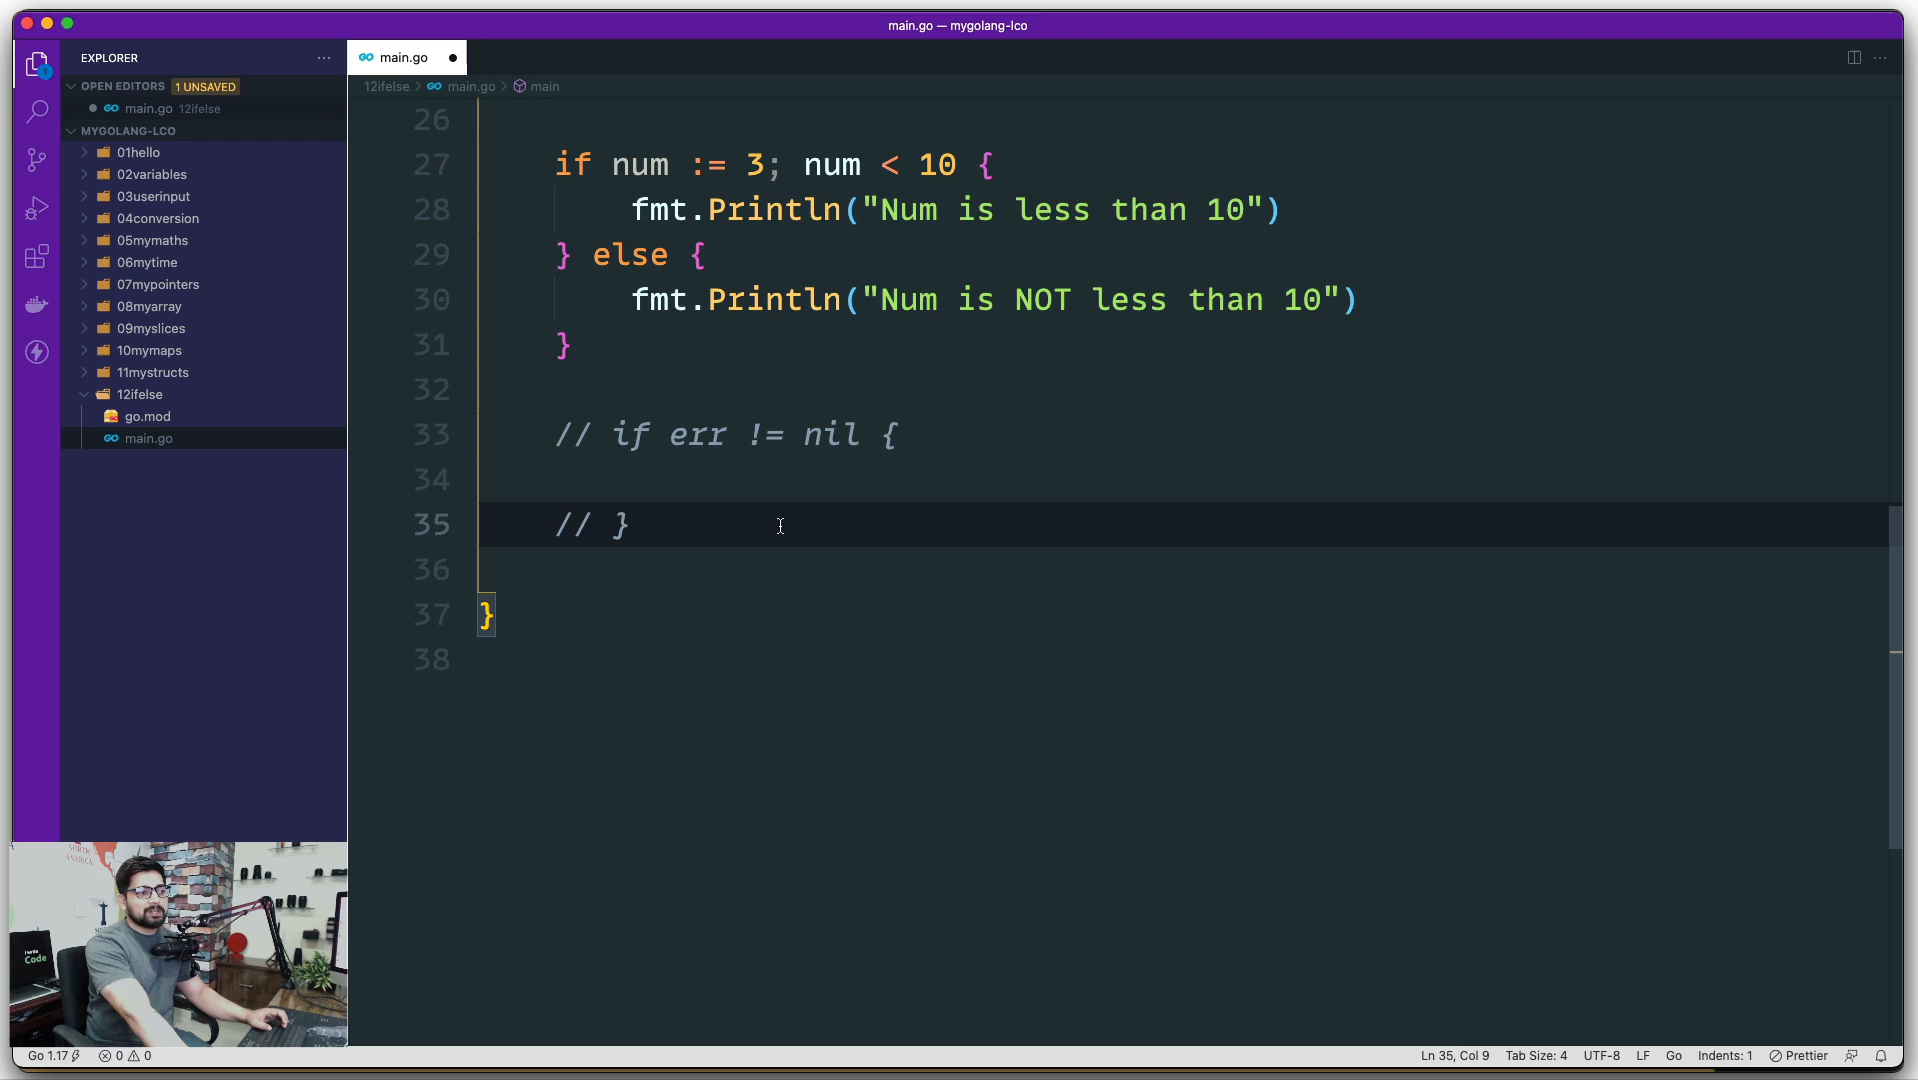 main.go — mygolang-lco
EXPLORER
main.go
OPEN EDITORS 1 UNSAVED
12ifelse > main.go > main
main.go 12ifelse
MYGOLANG-LCO
01hello
02variables
03userinput
04conversion
05mymaths
06mytime
07mypointers
08myarray
09myslices
10mymaps
11mystructs
12ifelse
go.mod
main.go
26
27 if num := 3; num < 10 {
28 fmt.Println("Num is less than 10")
29 } else {
30 fmt.Println("Num is NOT less than 10")
31 }
32
33 // if err != nil {
34
35 // }
36
37 }
38
NORTH
AMERICA
I write
Code
Go 1.17 0 0
Ln 35, Col 9 Tab Size: 4 UTF-8 LF Go Indents: 1 Prettier